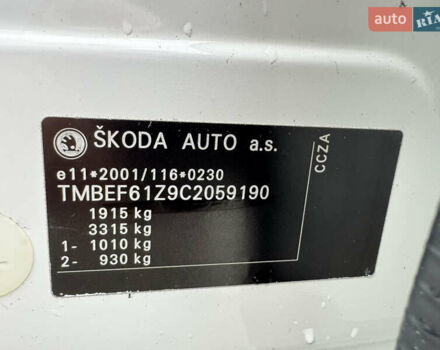 auto RIA
ŠKODA AUTO a.s.
e11*2001/116*0230
TMBEF61Z9C2059190
1915 kg
3315 kg
1- 1010 kg
2- 930 kg
CCZA